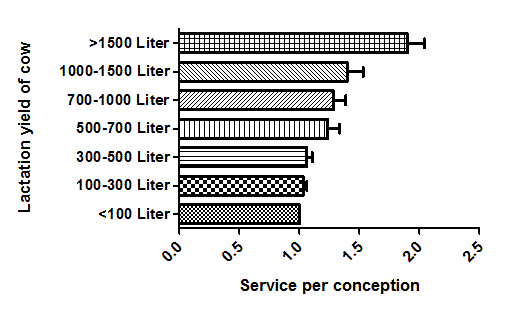 Lactation yield of cow
>1500 Liter
1000-1500 Liter
700-1000 Liter
500-700 Liter
300-500 Liter
100-300 Liter
<100 Liter
0.0 0.5 1.0 1.5 2.0 2.5
Service per conception